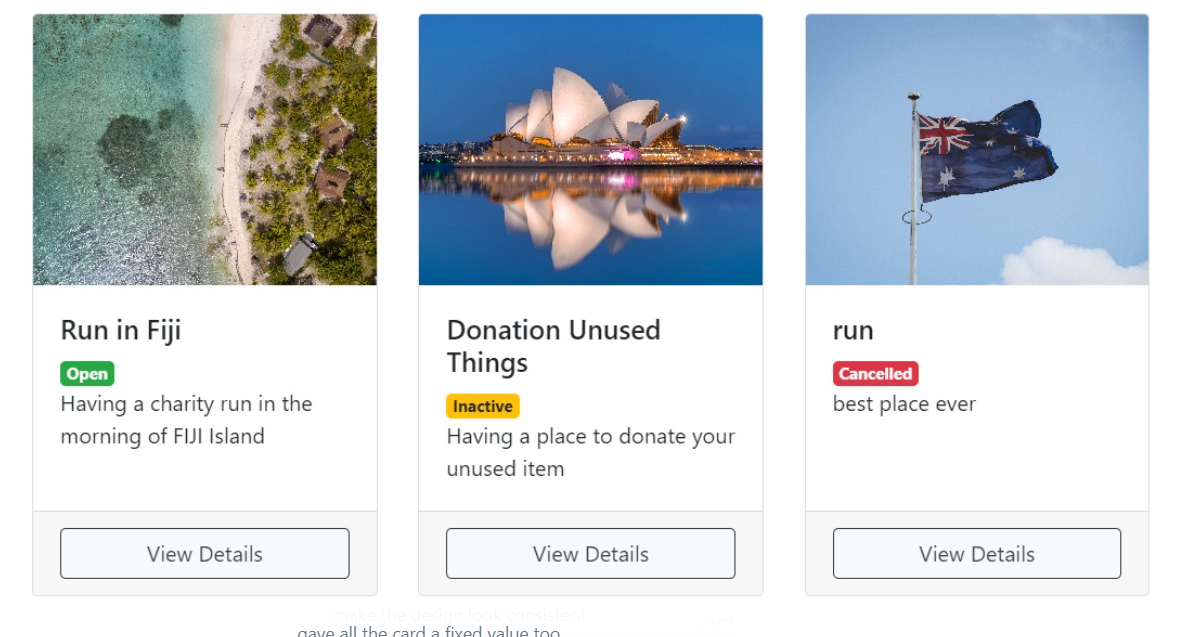 Run in Fiji
Open
Having a charity run in the
morning of FIJI Island
View Details
Donation Unused
Things
Inactive
Having a place to donate your
unused item
View Details
run
Cancelled
best place ever
View Details
make the design look consistent
gave all the card a fixed value too